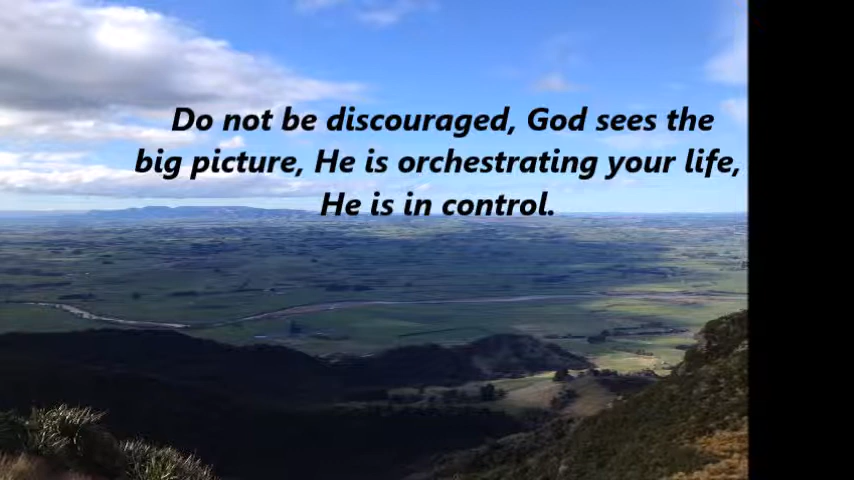 Do not be discouraged, God sees the
big picture, He is orchestrating your life,
He is in control.